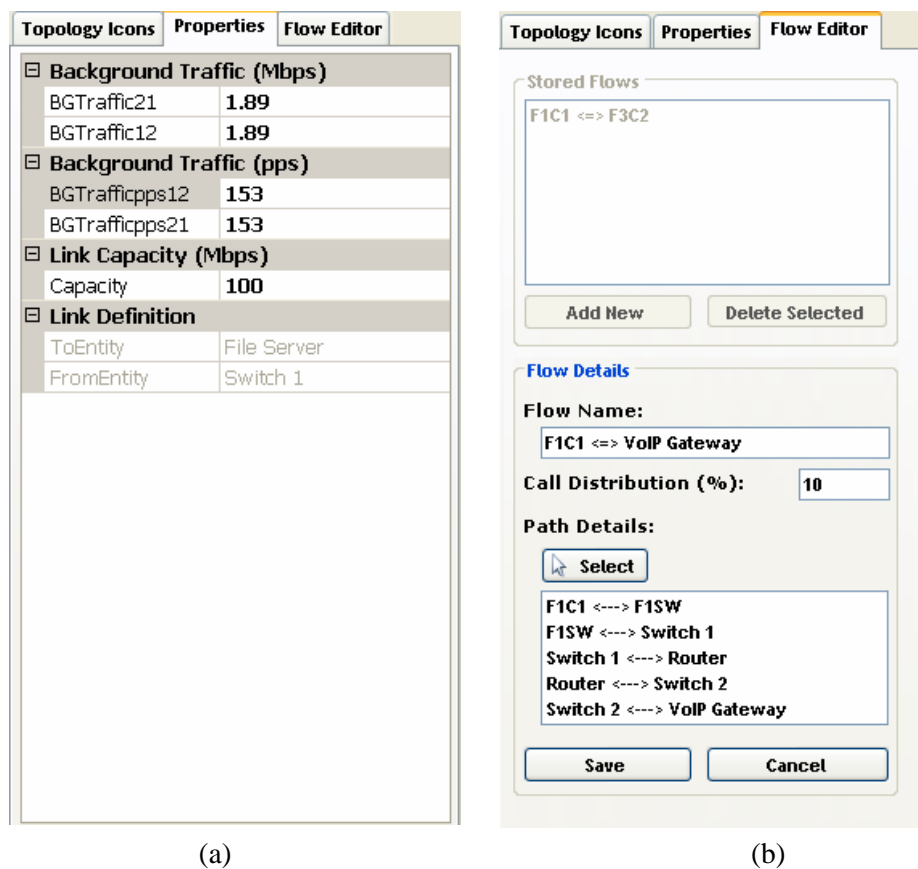 Topology Icons Properties Flow Editor
Background Traffic (Mbps)
BGTraffic21 1.89
BGTraffic12 1.89
Background Traffic (pps)
BGTrafficpps12 153
BGTrafficpps21 153
Link Capacity (Mbps)
Capacity 100
Link Definition
ToEntity File Server
FromEntity Switch 1
(a)
Topology Icons Properties Flow Editor
Stored Flows
F1C1 <=> F3C2
Add New Delete Selected
Flow Details
Flow Name:
F1C1 <=> VoIP Gateway
Call Distribution (%): 10
Path Details:
Select
F1C1 <---> F1SW
F1SW <---> Switch 1
Switch 1 <---> Router
Router <---> Switch 2
Switch 2 <---> VoIP Gateway
Save Cancel
(b)